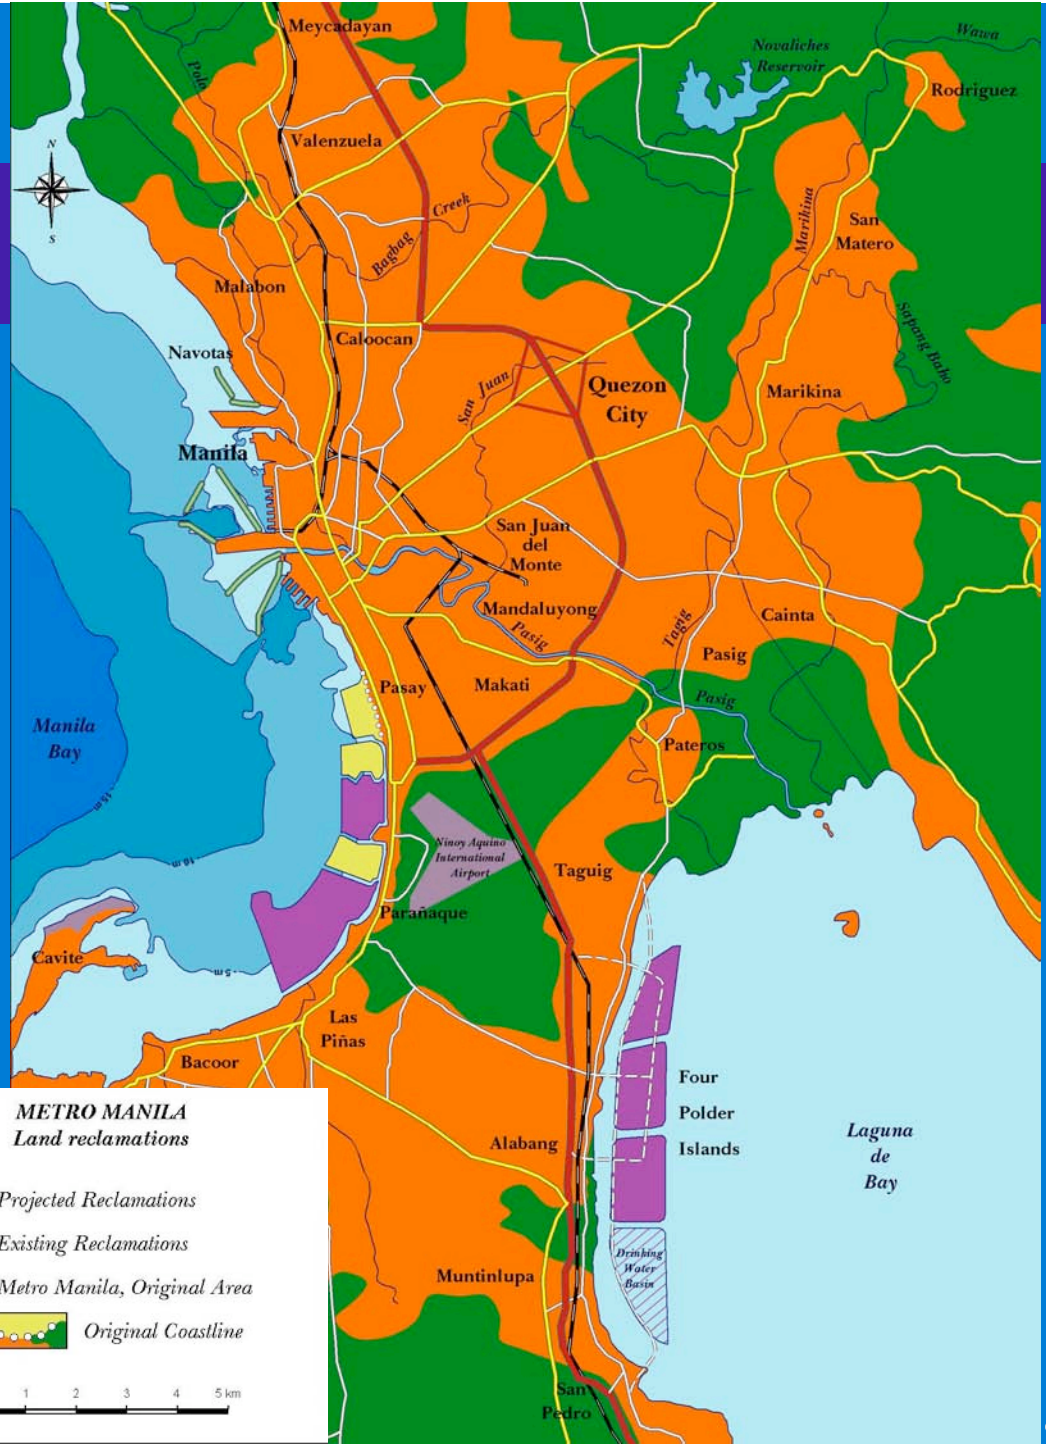 Meycadayan
Polo
Novaliches
Reservoir
Wawa
Rodriguez
Valenzuela
N
S
Creek
Bagbag
Marikina
San
Matero
Malabon
Caloocan
Navotas
San Juan
Quezon
City
Sapang Baho
Marikina
Manila
San Juan
del
Monte
Mandaluyong
Pasig
Tagig
Cainta
Pasig
Pasay
Makati
Pasig
Manila
Bay
Pateros
- 15 m
- 10 m -
Ninoy Aquino
International
Airport
Taguig
Parañaque
Cavite
- 5 m
Las
Piñas
Bacoor
Four
Polder
Islands
Alabang
Laguna
de
Bay
Drinking
Water
Basin
Muntinlupa
San
Pedro
METRO MANILA
Land reclamations
Projected Reclamations
Existing Reclamations
Metro Manila, Original Area
Original Coastline
1 2 3 4 5 km